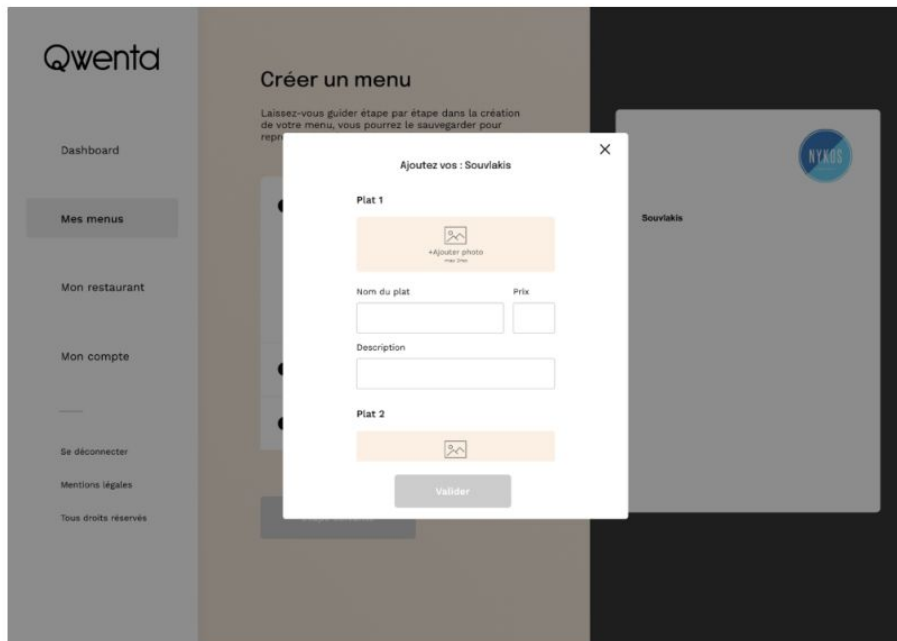 Qwenta
Dashboard
Mes menus
Mon restaurant
Mon compte
Se déconnecter
Mentions légales
Tous droits réservés
Créer un menu
Laissez-vous guider étape par étape dans la création
de votre menu, vous pourrez le sauvegarder pour
Ajoutez vos : Souvlakis
Plat 1
+Ajouter photo
Nom du plat Prix
Description
Plat 2
Valider
NYKOS
Souvlakis